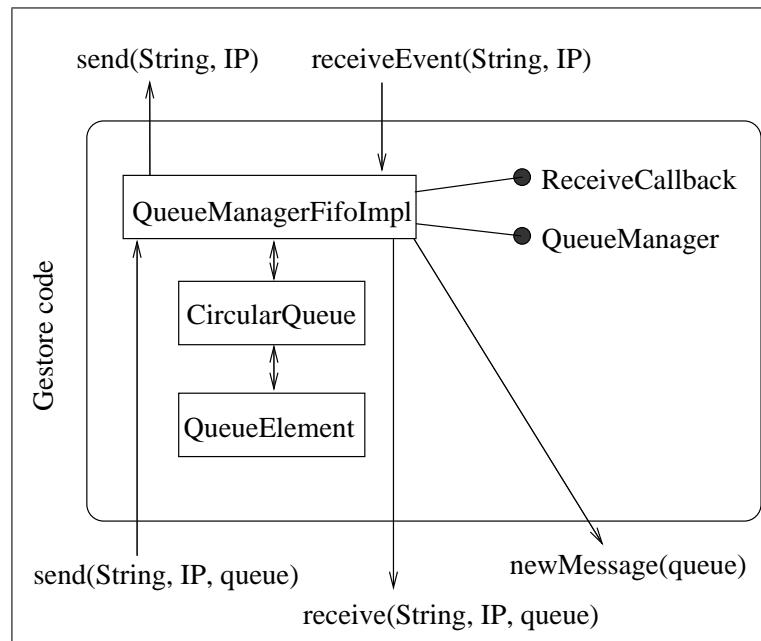 send(String, IP)
receiveEvent(String, IP)
ReceiveCallback
QueueManagerFifoImpl
QueueManager
CircularQueue
Gestore code
QueueElement
send(String, IP, queue)
newMessage(queue)
receive(String, IP, queue)